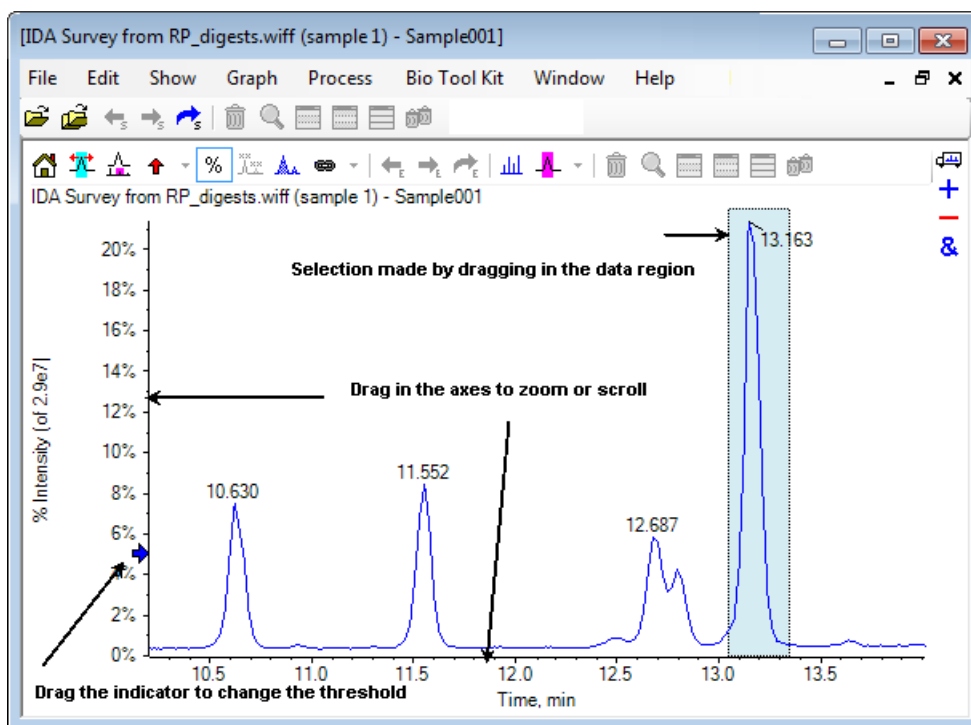 [IDA Survey from RP_digests.wiff (sample 1) - Sample001]
File Edit Show Graph Process Bio Tool Kit Window Help
S S S
% E E E
IDA Survey from RP_digests.wiff (sample 1) - Sample001
&
13.163
20%
Selection made by dragging in the data region
18%
16%
14%
Drag in the axes to zoom or scroll
12%
10%
11.552
10.630
8%
12.687
6%
4%
2%
0%
% Intensity (of 2.9e7)
10.5 11.0 11.5 12.0 12.5 13.0 13.5
Drag the indicator to change the threshold
Time, min